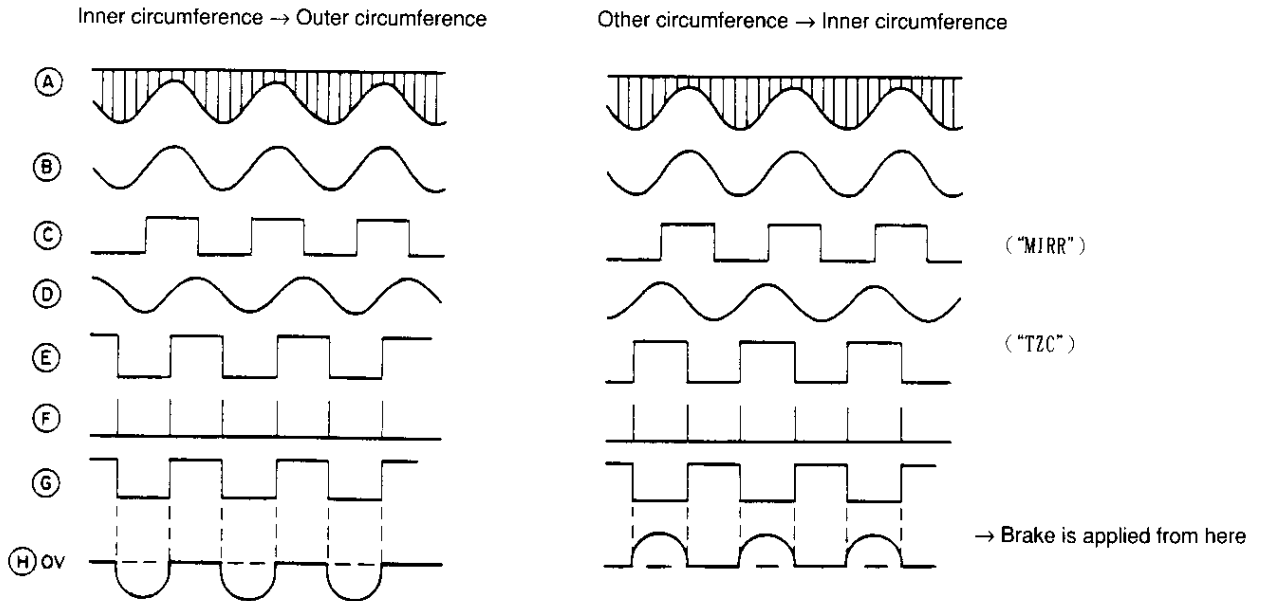 Inner circumference → Outer circumference
Other circumference → Inner circumference
A
B
C
("MIRR")
D
E
("TZC")
F
G
→ Brake is applied from here
H 0V